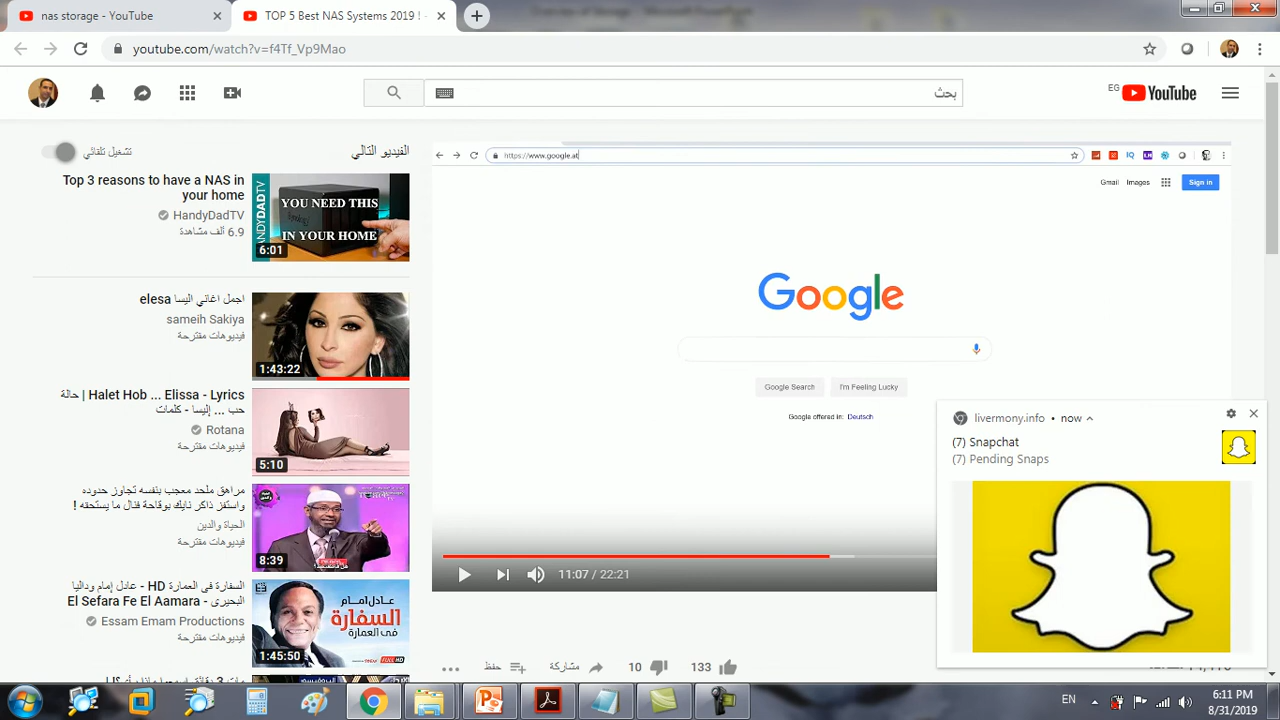 nas storage - YouTube
TOP 5 Best NAS Systems 2019 ! -
youtube.com/watch?v=f4Tf_Vp9Mao
بحث
EG
YouTube
تشغيل تلقائي
الفيديو التالي
Top 3 reasons to have a NAS in
your home
HandyDadTV
6.9 ألف مشاهدة
HANDYDADTV
YOU NEED THIS
IN YOUR HOME
6:01
اجمل اغاني اليسا elesa
sameih Sakiya
فيديوهات مقترحة
1:43:22
Halet Hob ... Elissa - Lyrics | حالة
حب ... إليسا - كلمات
Rotana
فيديوهات مقترحة
5:10
مراهق ملحد معجب بنفسه تجاوز حدوده
واستفز ذاكر نايك بوقاحة فنال ما يستحقه !
الحياة والدين
فيديوهات مقترحة
8:39
السفارة فى العمارة HD - عادل إمام وداليا
البحيرى - El Sefara Fe El Aamara
Essam Emam Productions
فيديوهات مقترحة
عادل امام
السفارة
فى العمارة
FULL HD
1:45:50
https://www.google.at
Gmail
Images
Sign in
Google
Google Search
I'm Feeling Lucky
Google offered in: Deutsch
11:07 / 22:21
livermony.info • now
(7) Snapchat
(7) Pending Snaps
حفظ
مشاركة
10
133
EN
6:11 PM
8/31/2019